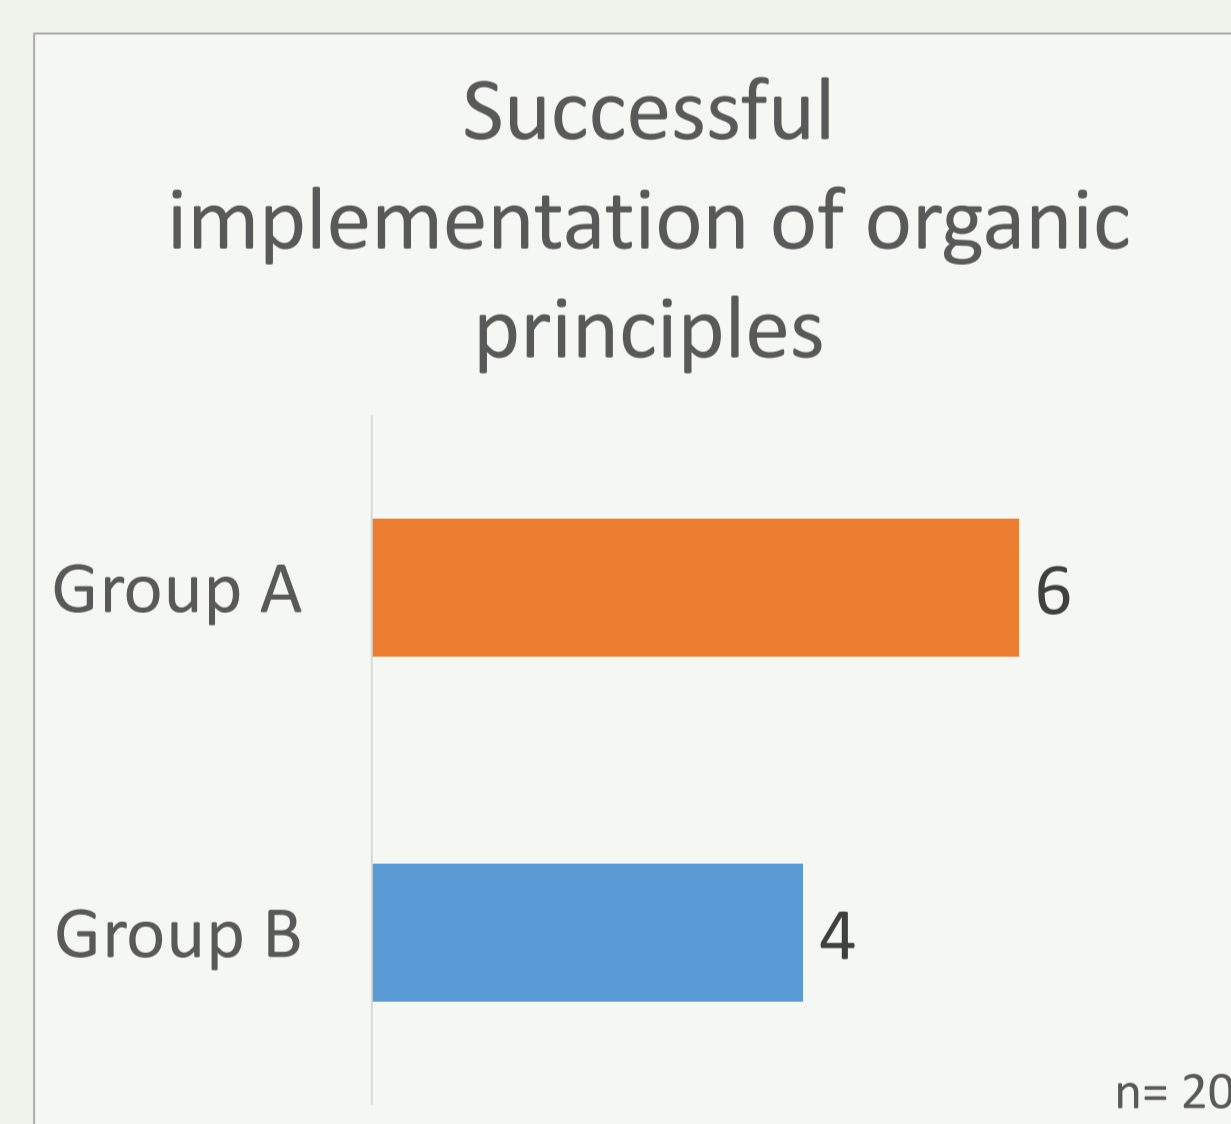 Successful
implementation of organic
principles
Group A
6
Group B
4
n= 20